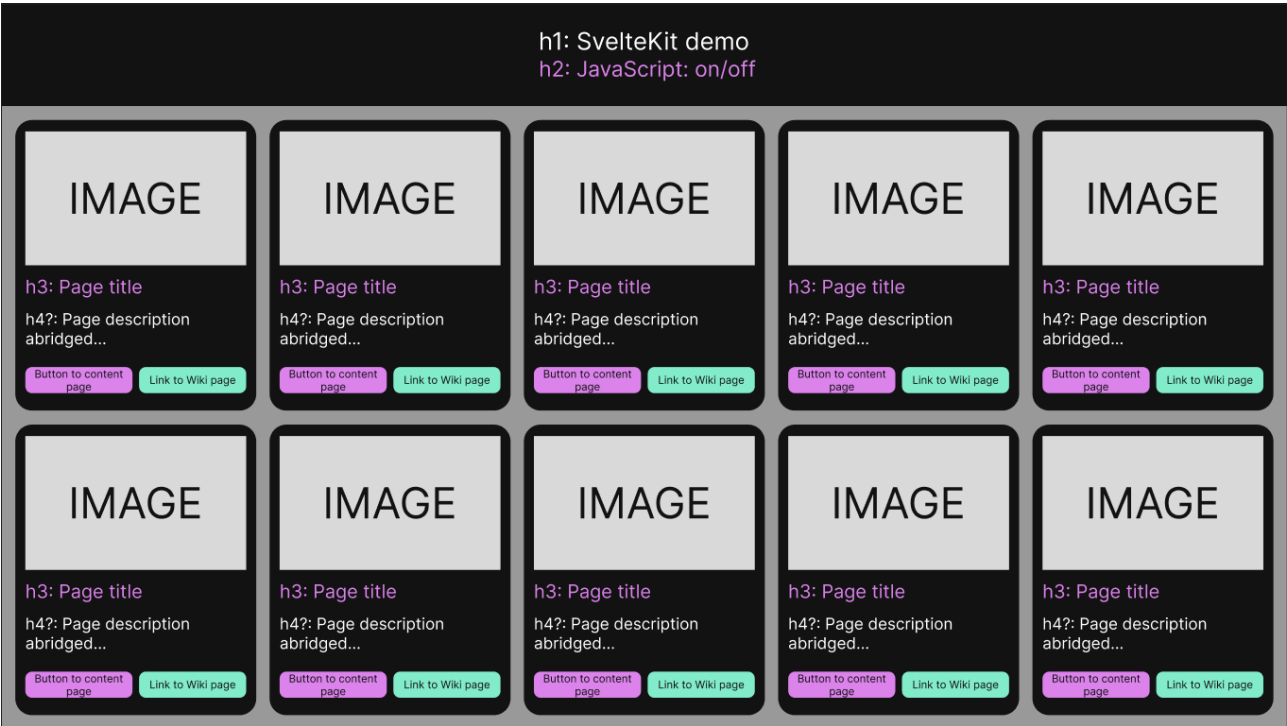 h1: SvelteKit demo
h2: JavaScript: on/off
IMAGE IMAGE IMAGE IMAGE IMAGE
h3: Page title h3: Page title h3: Page title h3: Page title h3: Page title
h4?: Page description h4?: Page description h4?: Page description h4?: Page description h4?: Page description
abridged... abridged... abridged... abridged... abridged...
Button to content page Link to Wiki page Button to content page Link to Wiki page Button to content page Link to Wiki page Button to content page Link to Wiki page Button to content page Link to Wiki page
IMAGE IMAGE IMAGE IMAGE IMAGE
h3: Page title h3: Page title h3: Page title h3: Page title h3: Page title
h4?: Page description h4?: Page description h4?: Page description h4?: Page description h4?: Page description
abridged... abridged... abridged... abridged... abridged...
Button to content page Link to Wiki page Button to content page Link to Wiki page Button to content page Link to Wiki page Button to content page Link to Wiki page Button to content page Link to Wiki page